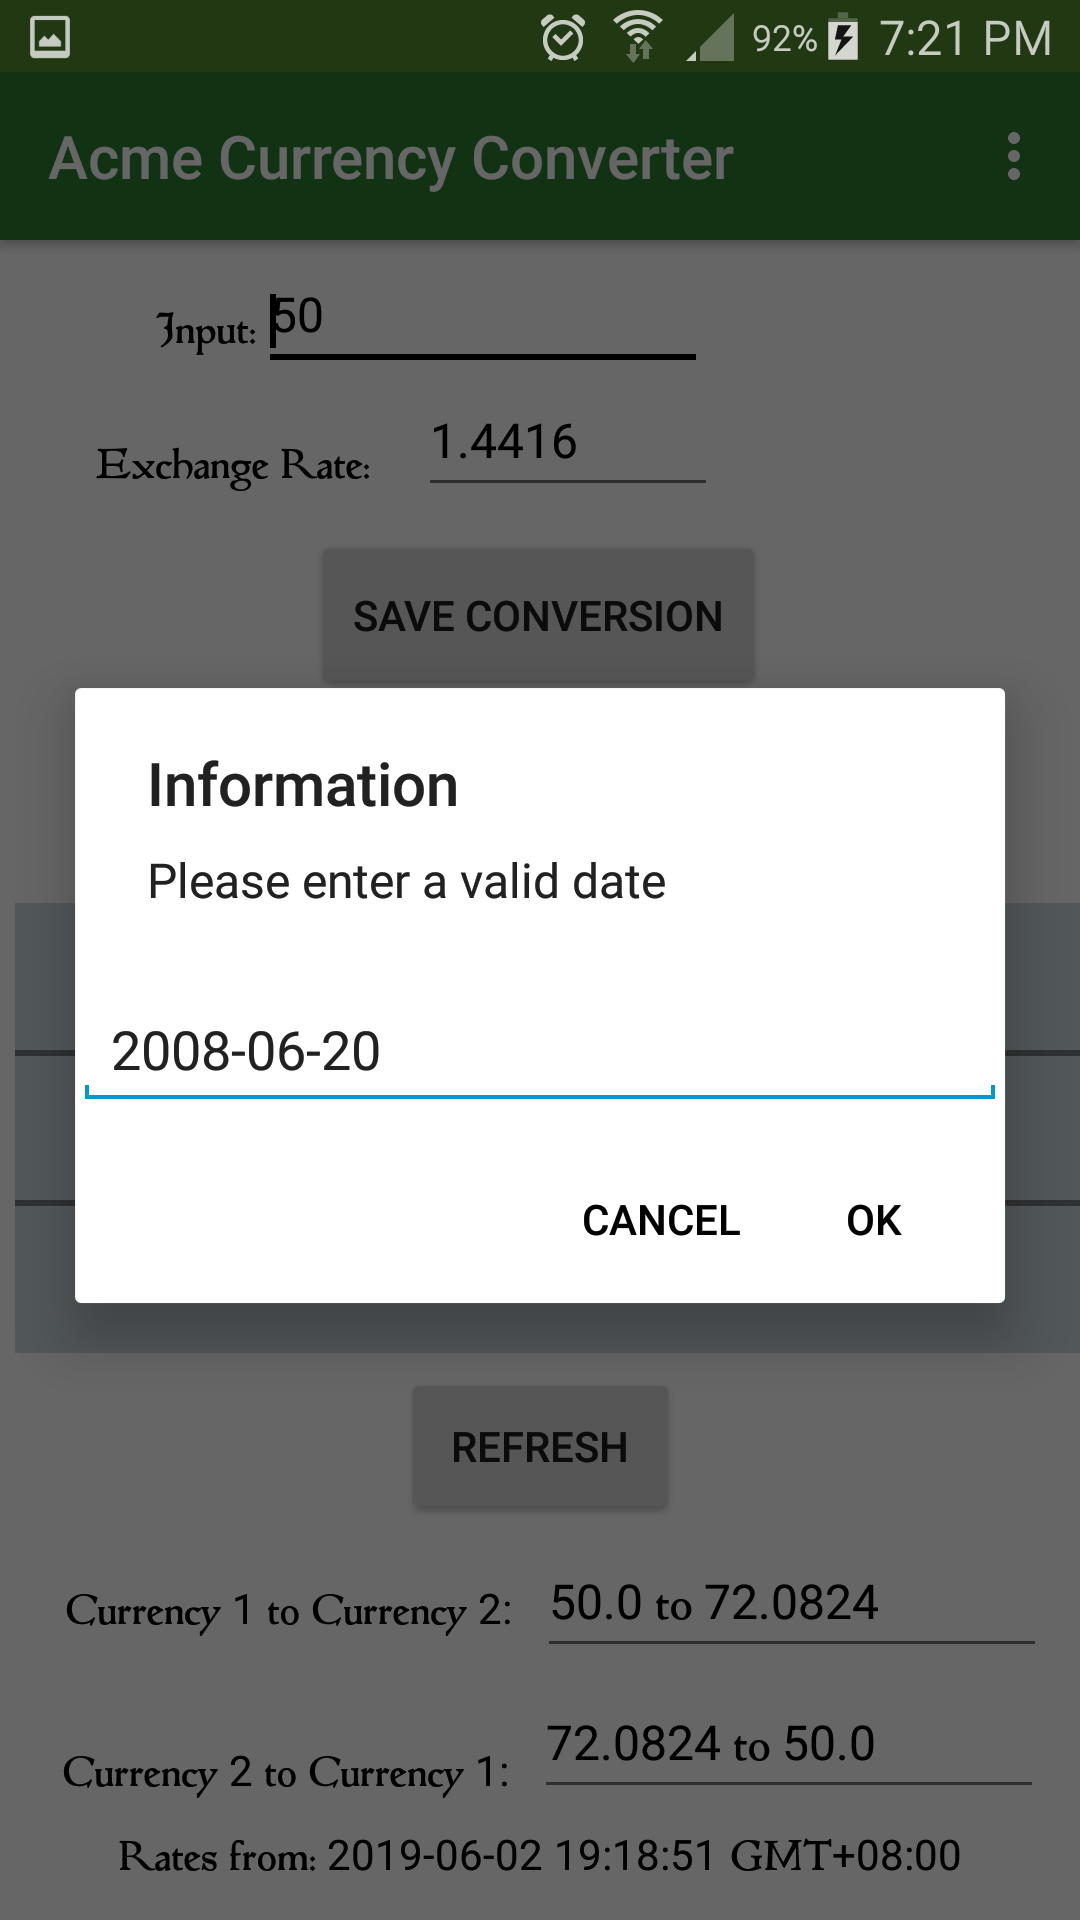 92% 7:21 PM
Acme Currency Converter
Input: 50
Exchange Rate: 1.4416
SAVE CONVERSION
Information
Please enter a valid date
2008-06-20
CANCEL OK
REFRESH
Currency 1 to Currency 2: 50.0 to 72.0824
Currency 2 to Currency 1: 72.0824 to 50.0
Rates from: 2019-06-02 19:18:51 GMT+08:00